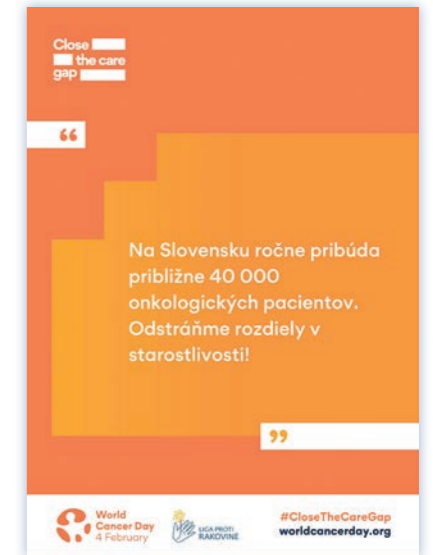 Close
the care
gap
“
Na Slovensku ročne pribúda
približne 40 000
onkologických pacientov.
Odstráňme rozdiely v
starostlivosti!
”
World
Cancer Day
4 February
LIGA PROTI
RAKOVINE
#CloseTheCareGap
worldcancerday.org